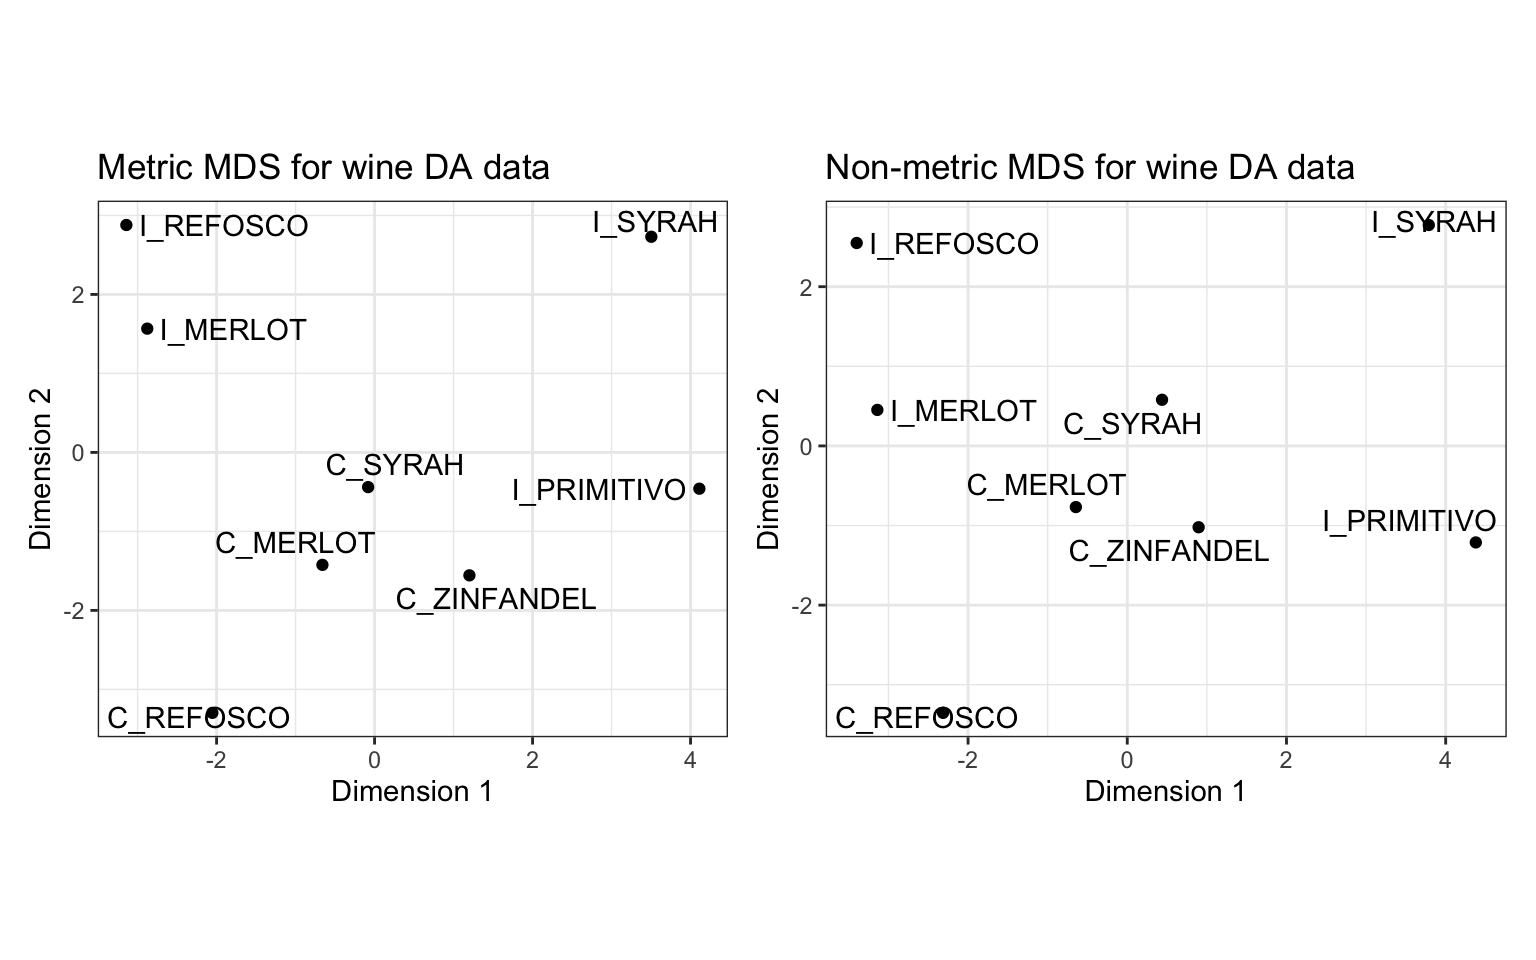 Metric MDS for wine DA data
I_REFOSCO
I_SYRAH
I_MERLOT
C_SYRAH
I_PRIMITIVO
C_MERLOT
C_ZINFANDEL
C_REFOSCO
2
0
-2
-2
0
2
4
Dimension 1
Dimension 2
Non-metric MDS for wine DA data
I_SYRAH
I_REFOSCO
I_MERLOT
C_SYRAH
C_MERLOT
I_PRIMITIVO
C_ZINFANDEL
C_REFOSCO
2
0
-2
-2
0
2
4
Dimension 1
Dimension 2